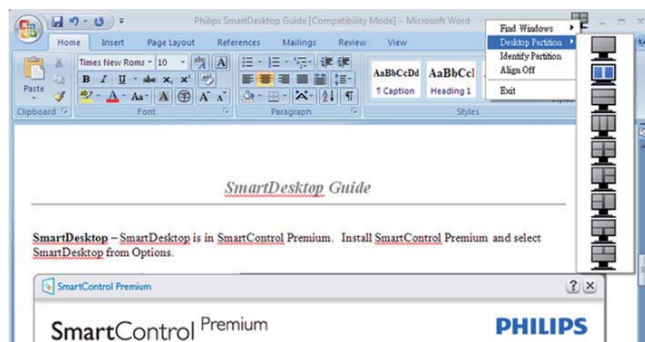 Philips SmartDesktop Guide [Compatibility Mode] - Microsoft Word
Find Windows
Desktop Partition
Identify Partition
Align Off
Exit
Home Insert Page Layout References Mailings Review View
Times New Roma 10
B I U abc x, x²
Paste
AaBbCcDd AaBbCcI
¶ Caption Heading 1
Clipboard Font Paragraph Styles
SmartDesktop Guide
SmartDesktop – SmartDesktop is in SmartControl Premium. Install SmartControl Premium and select
SmartDesktop from Options.
SmartControl Premium
SmartControl Premium PHILIPS